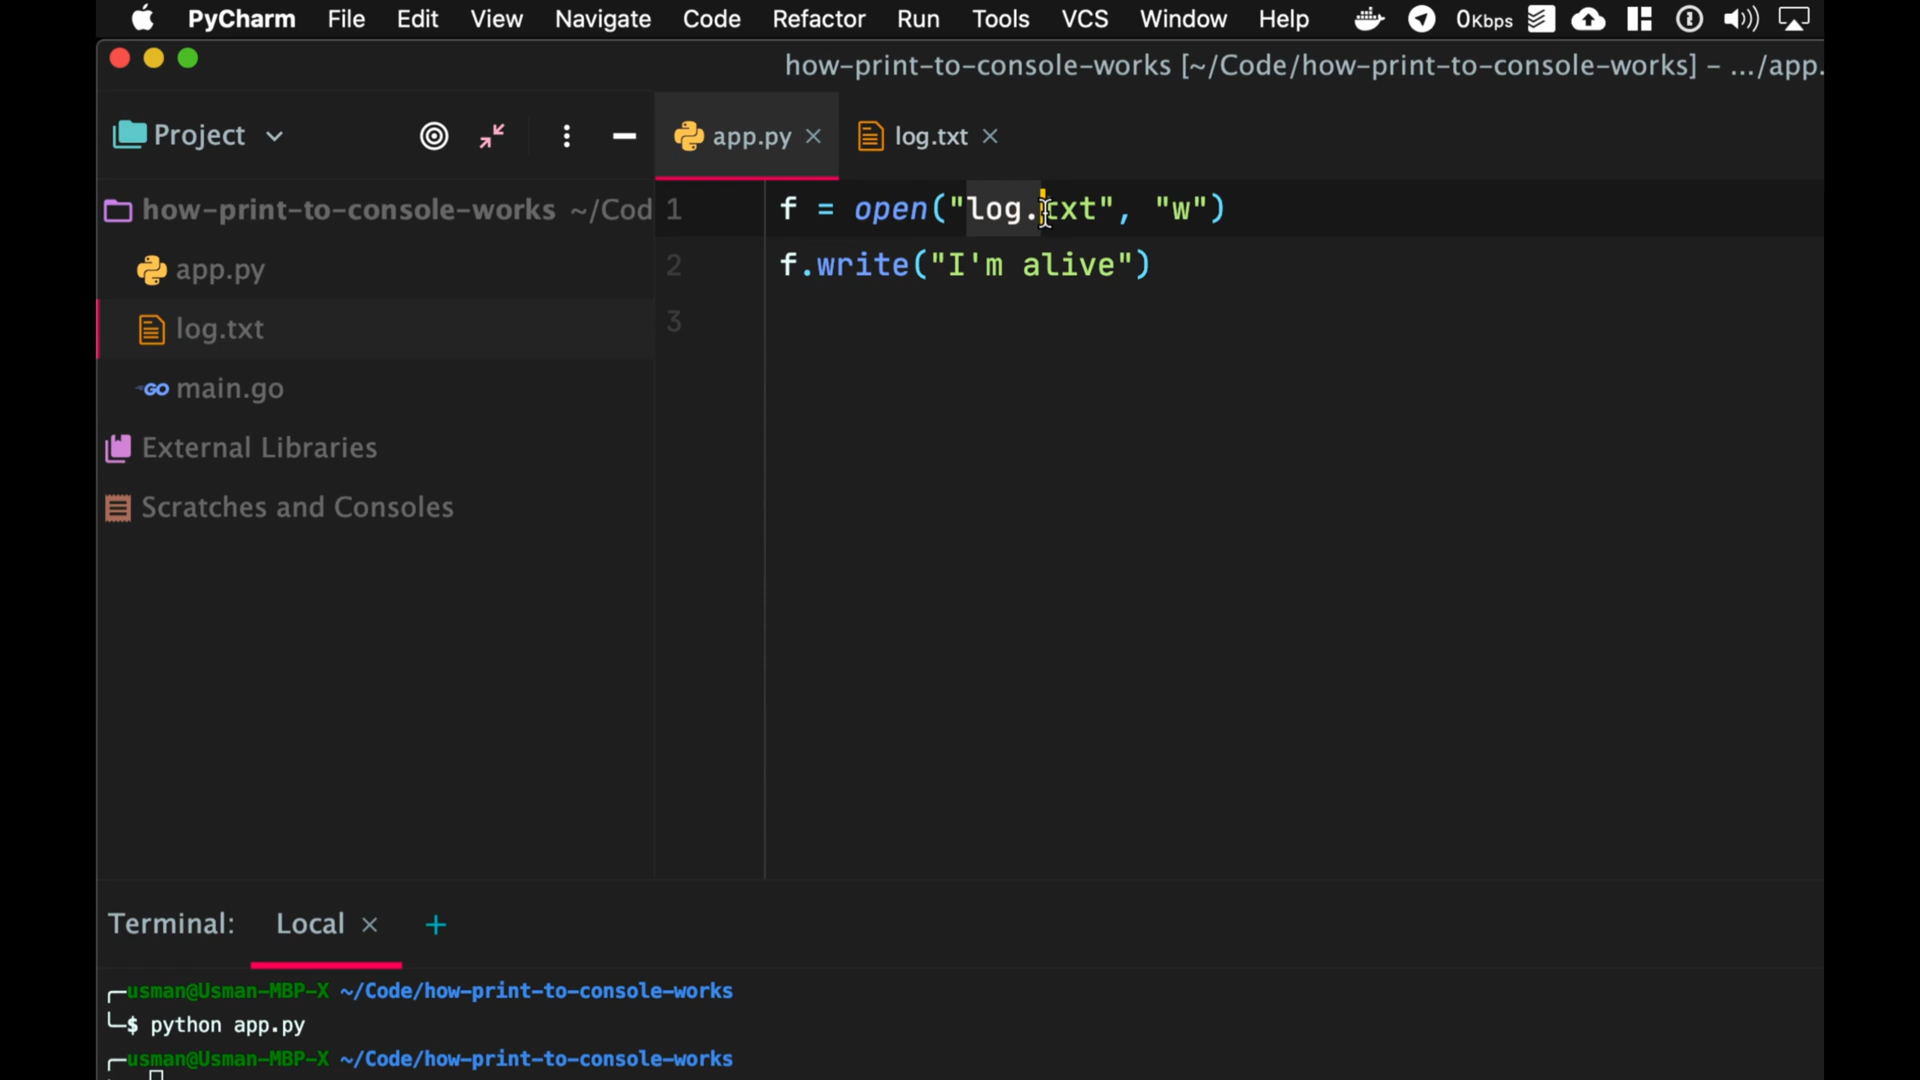 PyCharm File Edit View Navigate Code Refactor Run Tools VCS Window Help 0Kbps
how-print-to-console-works [~/Code/how-print-to-console-works] – .../app.
Project
app.py
log.txt
how-print-to-console-works ~/Cod
app.py
log.txt
GO main.go
External Libraries
Scratches and Consoles
1 f = open("log.txt", "w")
2 f.write("I'm alive")
3
Terminal: Local +
usman@Usman-MBP-X ~/Code/how-print-to-console-works
$ python app.py
usman@Usman-MBP-X ~/Code/how-print-to-console-works